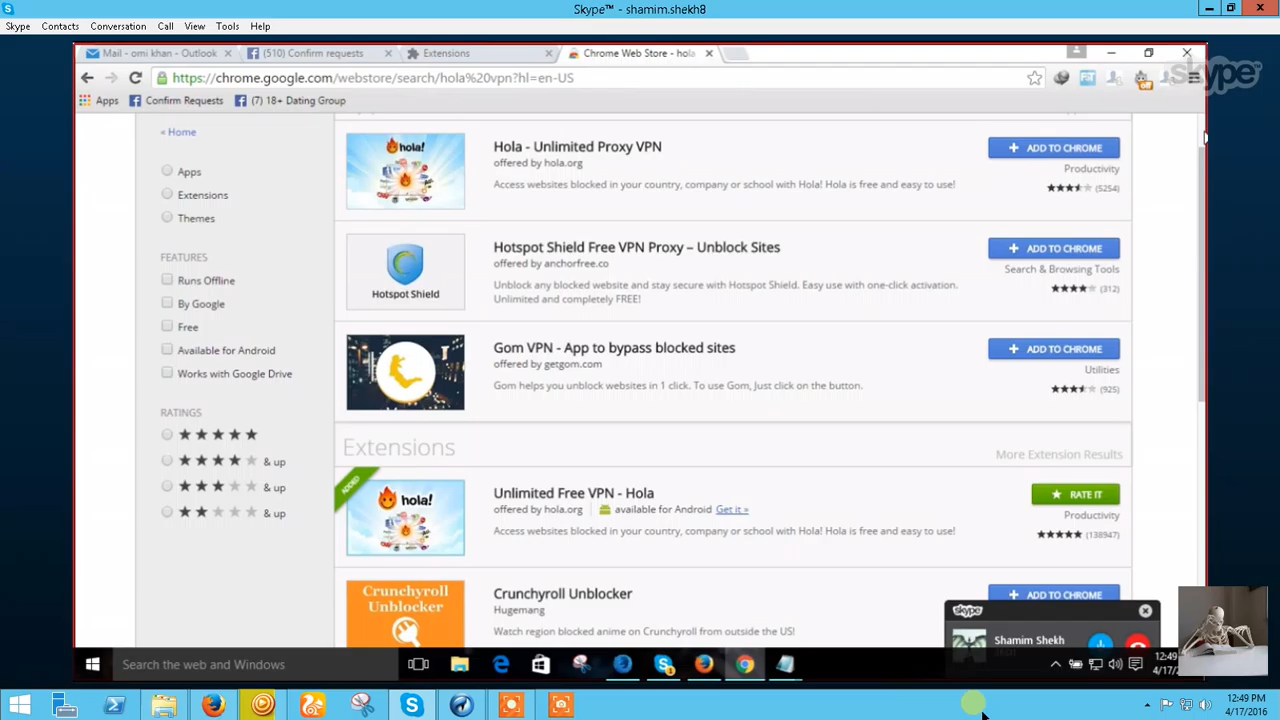 Skype™ - shamim.shekh8
Skype Contacts Conversation Call View Tools Help
Mail - omi khan - Outlook
(510) Confirm requests
Extensions
Chrome Web Store - hola
https://chrome.google.com/webstore/search/hola%20vpn?hl=en-US
skype
Apps Confirm Requests (7) 18+ Dating Group
« Home
Apps
Extensions
Themes
FEATURES
Runs Offline
By Google
Free
Available for Android
Works with Google Drive
RATINGS
& up
& up
& up
hola!
Hola - Unlimited Proxy VPN
offered by hola.org
Access websites blocked in your country, company or school with Hola! Hola is free and easy to use!
+ ADD TO CHROME
Productivity
(5254)
Hotspot Shield
Hotspot Shield Free VPN Proxy – Unblock Sites
offered by anchorfree.co
Unblock any blocked website and stay secure with Hotspot Shield. Easy use with one-click activation.
Unlimited and completely FREE!
+ ADD TO CHROME
Search & Browsing Tools
(312)
Gom VPN - App to bypass blocked sites
offered by getgom.com
Gom helps you unblock websites in 1 click. To use Gom, Just click on the button.
+ ADD TO CHROME
Utilities
(925)
Extensions
More Extension Results
ADDED
hola!
Unlimited Free VPN - Hola
offered by hola.org available for Android Get it »
Access websites blocked in your country, company or school with Hola! Hola is free and easy to use!
RATE IT
Productivity
(138947)
Crunchyroll
Unblocker
Crunchyroll Unblocker
Hugemang
Watch region blocked anime on Crunchyroll from outside the US!
+ ADD TO CHROME
skype
Shamim Shekh
Search the web and Windows
12:49
4/17/
12:49 PM
4/17/2016